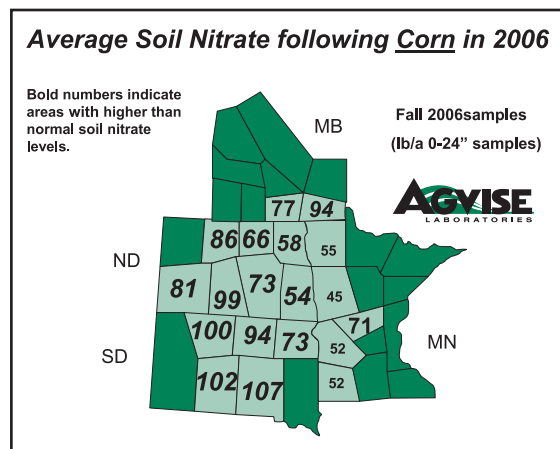 Average Soil Nitrate following Corn in 2006
Bold numbers indicate
areas with higher than
normal soil nitrate
levels.
MB
Fall 2006samples
(lb/a 0-24” samples)
AGVISE
LABORATORIES
77 94
86 66 58 55
ND
81 99 73 54 45
100 94 73 52 71
SD
MN
102 107 52